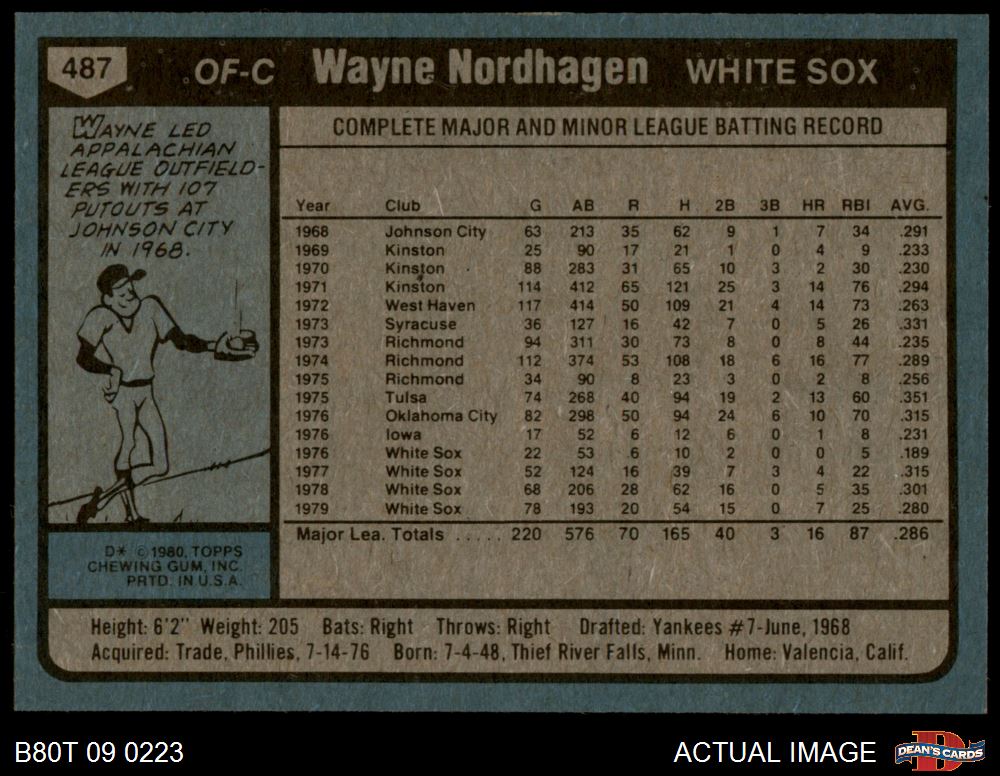 487 OF-C Wayne Nordhagen WHITE SOX
WAYNE LED
APPALACHIAN
LEAGUE OUTFIELD-
ERS WITH 107
PUTOUTS AT
JOHNSON CITY
IN 1968.
D* © 1980, TOPPS
CHEWING GUM, INC.
PRTD. IN U.S.A.
COMPLETE MAJOR AND MINOR LEAGUE BATTING RECORD
Year Club G AB R H 2B 3B HR RBI AVG.
1968 Johnson City 63 213 35 62 9 1 7 34 .291
1969 Kinston 25 90 17 21 1 0 4 9 .233
1970 Kinston 88 283 31 65 10 3 2 30 .230
1971 Kinston 114 412 65 121 25 3 14 76 .294
1972 West Haven 117 414 50 109 21 4 14 73 .263
1973 Syracuse 36 127 16 42 7 0 5 26 .331
1973 Richmond 94 311 30 73 8 0 8 44 .235
1974 Richmond 112 374 53 108 18 6 16 77 .289
1975 Richmond 34 90 8 23 3 0 2 8 .256
1975 Tulsa 74 268 40 94 19 2 13 60 .351
1976 Oklahoma City 82 298 50 94 24 6 10 70 .315
1976 Iowa 17 52 6 12 6 0 1 8 .231
1976 White Sox 22 53 6 10 2 0 0 5 .189
1977 White Sox 52 124 16 39 7 3 4 22 .315
1978 White Sox 68 206 28 62 16 0 5 35 .301
1979 White Sox 78 193 20 54 15 0 7 25 .280
Major Lea. Totals ..... 220 576 70 165 40 3 16 87 .286
Height: 6'2" Weight: 205 Bats: Right Throws: Right Drafted: Yankees #7-June, 1968
Acquired: Trade, Phillies, 7-14-76 Born: 7-4-48, Thief River Falls, Minn. Home: Valencia, Calif.
B80T 09 0223 ACTUAL IMAGE D DEAN'S CARDS